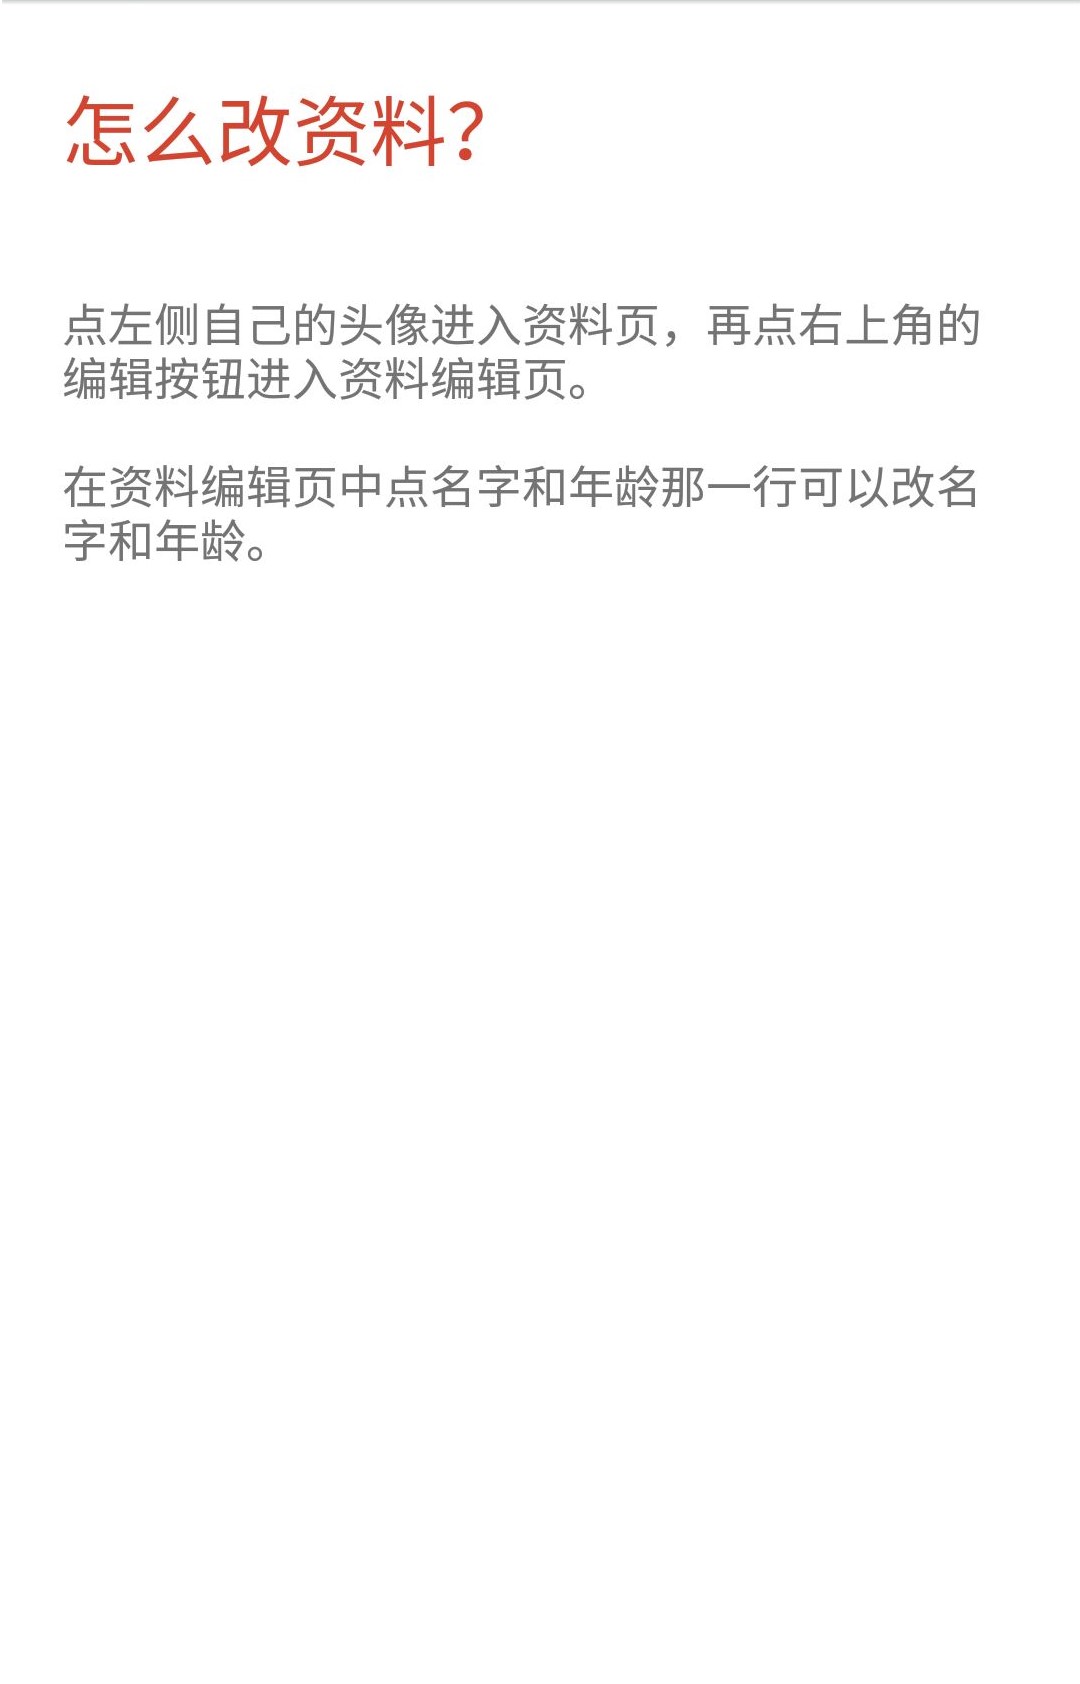 怎么改资料？
点左侧自己的头像进入资料页，再点右上角的
编辑按钮进入资料编辑页。
在资料编辑页中点名字和年龄那一行可以改名
字和年龄。